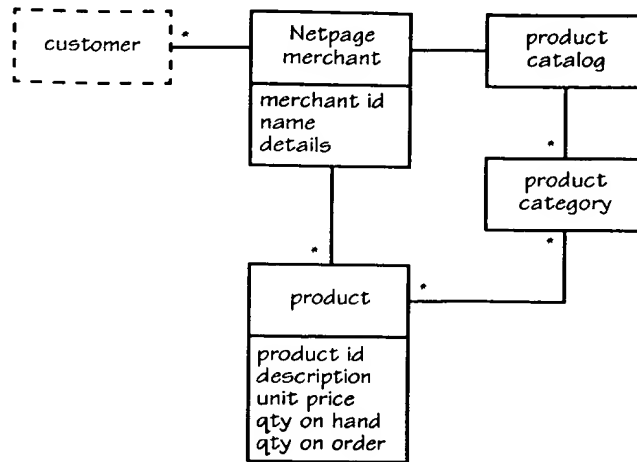 customer
*
Netpage
merchant
merchant id
name
details
product
catalog
*
product
category
*
*
*
product
product id
description
unit price
qty on hand
qty on order